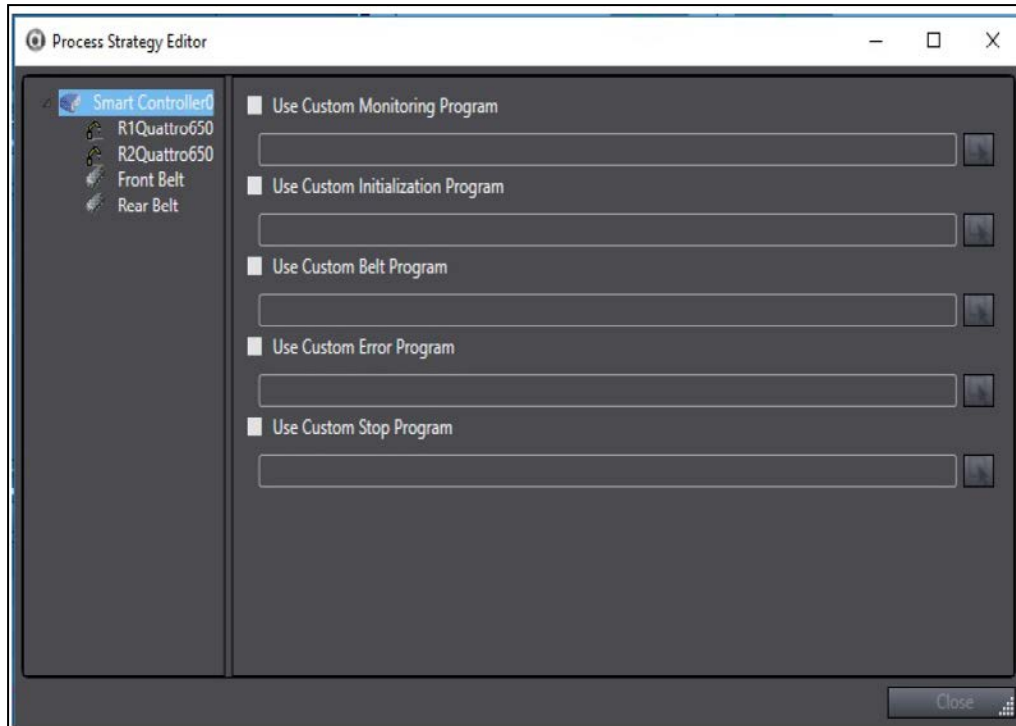 Process Strategy Editor
Smart Controller0
R1Quattro650
R2Quattro650
Front Belt
Rear Belt
Use Custom Monitoring Program
Use Custom Initialization Program
Use Custom Belt Program
Use Custom Error Program
Use Custom Stop Program
Close